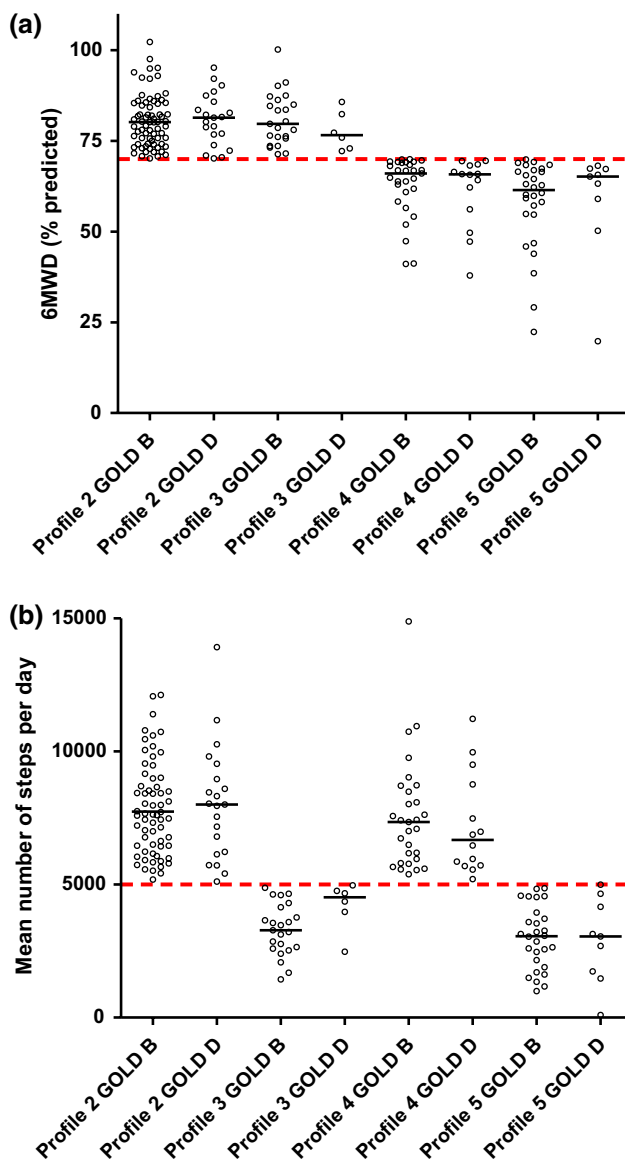 (a)
6MWD (% predicted)
100
75
50
25
0
Profile 2 GOLD B
Profile 2 GOLD D
Profile 3 GOLD B
Profile 3 GOLD D
Profile 4 GOLD B
Profile 4 GOLD D
Profile 5 GOLD B
Profile 5 GOLD D
(b)
Mean number of steps per day
15000
10000
5000
0
Profile 2 GOLD B
Profile 2 GOLD D
Profile 3 GOLD B
Profile 3 GOLD D
Profile 4 GOLD B
Profile 4 GOLD D
Profile 5 GOLD B
Profile 5 GOLD D